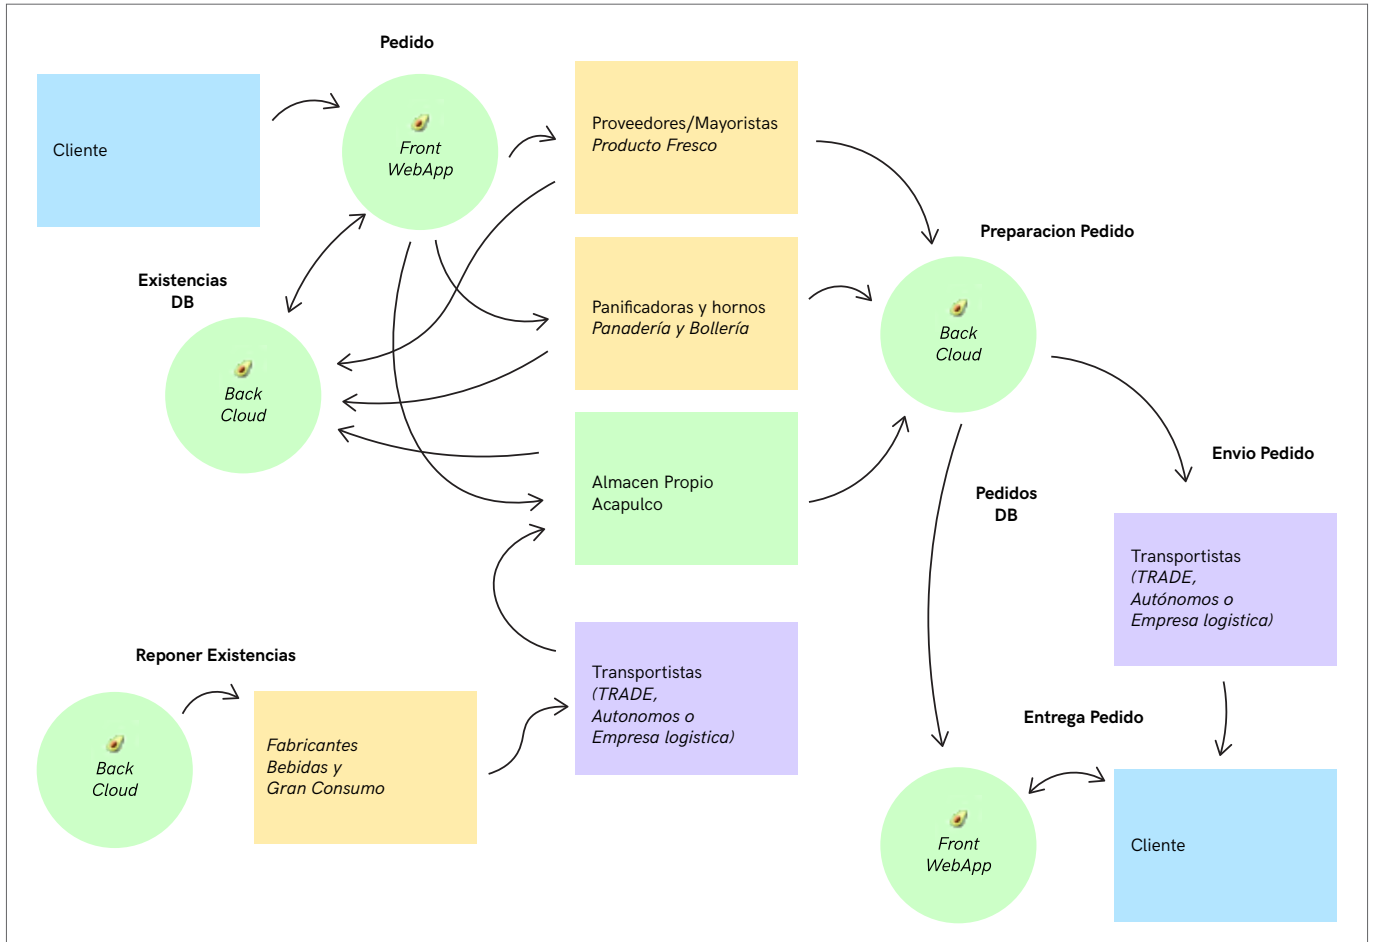 Pedido
Cliente
Front
WebApp
Proveedores/Mayoristas
Producto Fresco
Preparacion Pedido
Existencias
DB
Panificadoras y hornos
Panadería y Bollería
Back
Cloud
Back
Cloud
Envio Pedido
Almacen Propio
Acapulco
Pedidos
DB
Transportistas
(TRADE,
Autónomos o
Empresa logistica)
Reponer Existencias
Transportistas
(TRADE,
Autonomos o
Empresa logistica)
Entrega Pedido
Fabricantes
Bebidas y
Gran Consumo
Back
Cloud
Front
WebApp
Cliente